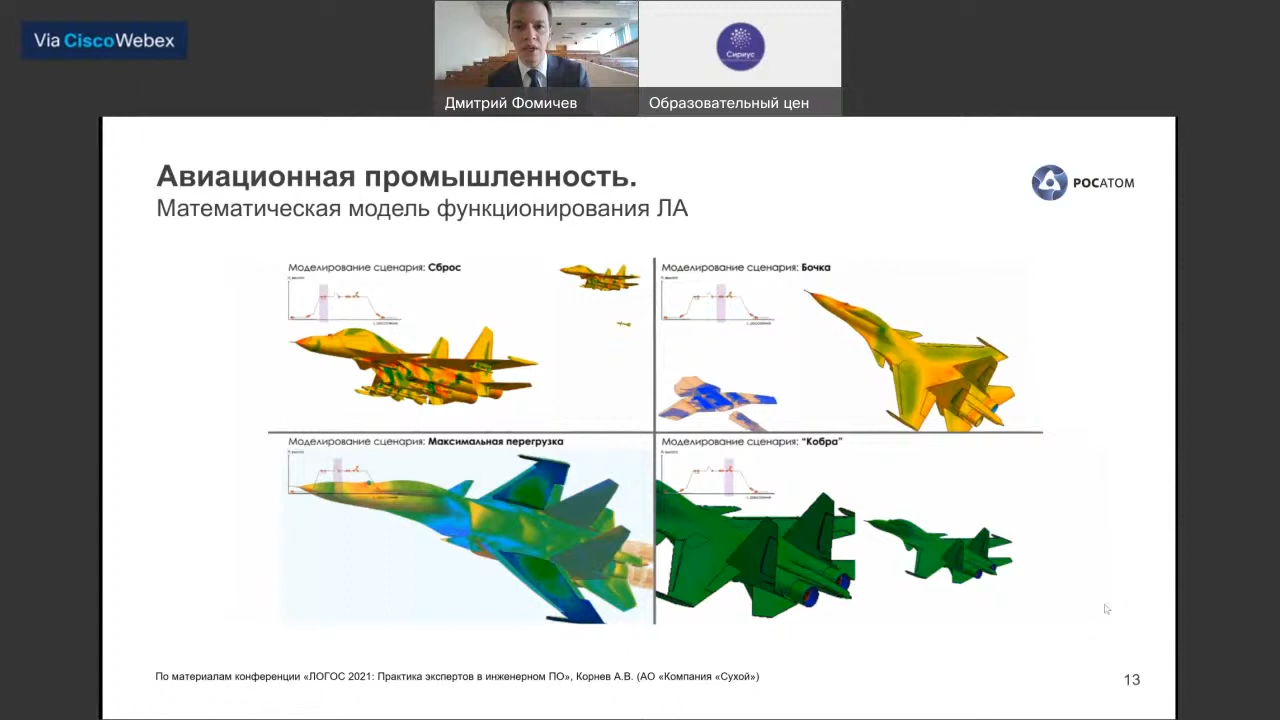 Via Cisco Webex
Сириус
Дмитрий Фомичев
Образовательный цен
Авиационная промышленность.
Математическая модель функционирования ЛА
РОСАТОМ
Моделирование сценария: Сброс
Моделирование сценария: Бочка
Моделирование сценария: Максимальная перегрузка
Моделирование сценария: “Кобра”
По материалам конференции «ЛОГОС 2021: Практика экспертов в инженерном ПО», Корнев А.В. (АО «Компания «Сухой»)
13